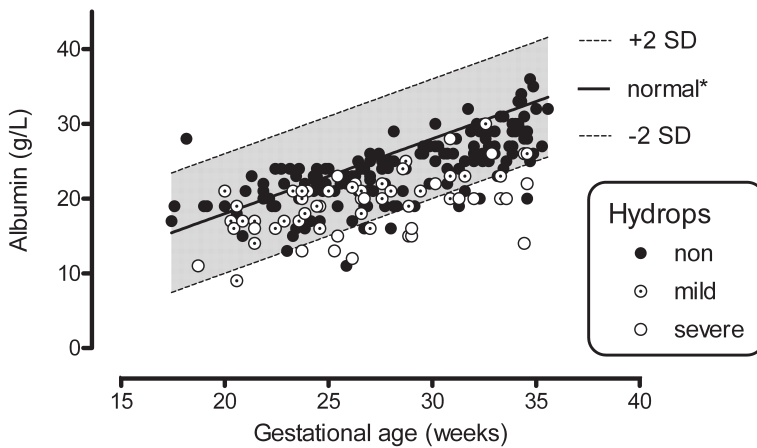 40
30
20
10
0
Albumin (g/L)
15
20
25
30
35
40
Gestational age (weeks)
+2 SD
normal*
-2 SD
Hydrops
non
mild
severe